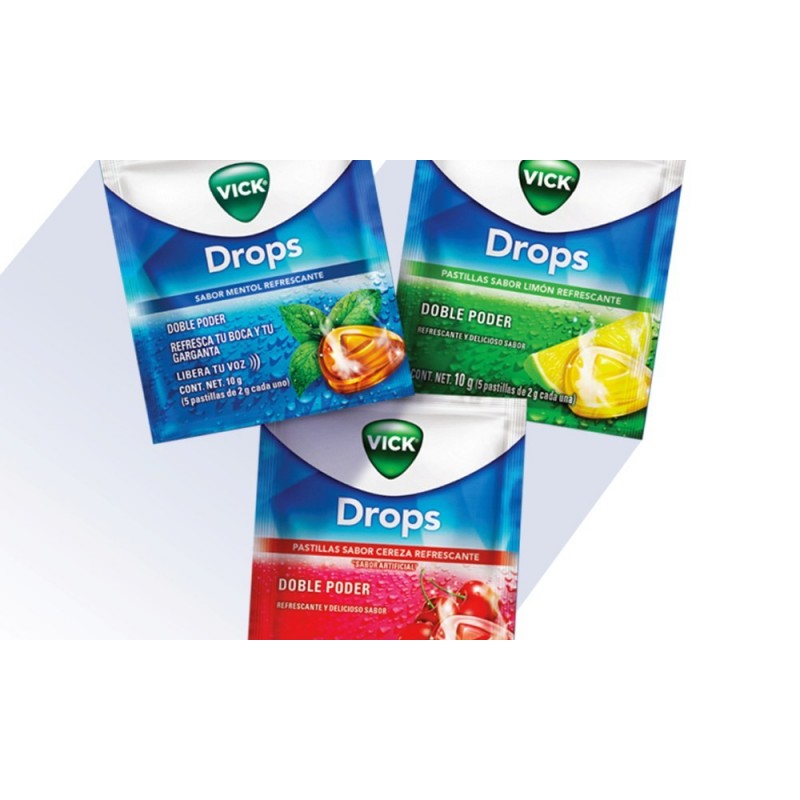 VICK®
Drops
SABOR MENTOL REFRESCANTE
DOBLE PODER
REFRESCA TU BOCA Y TU
GARGANTA
LIBERA TU VOZ
CONT. NET. 10 g
(5 pastillas de 2 g cada uno)
VICK®
Drops
PASTILLAS SABOR LIMÓN REFRESCANTE
DOBLE PODER
REFRESCANTE Y DELICIOSO SABOR
CONT. NET. 10 g (5 pastillas de 2 g cada una)
VICK®
Drops
PASTILLAS SABOR CEREZA REFRESCANTE
*SABOR ARTIFICIAL
DOBLE PODER
REFRESCANTE Y DELICIOSO SABOR